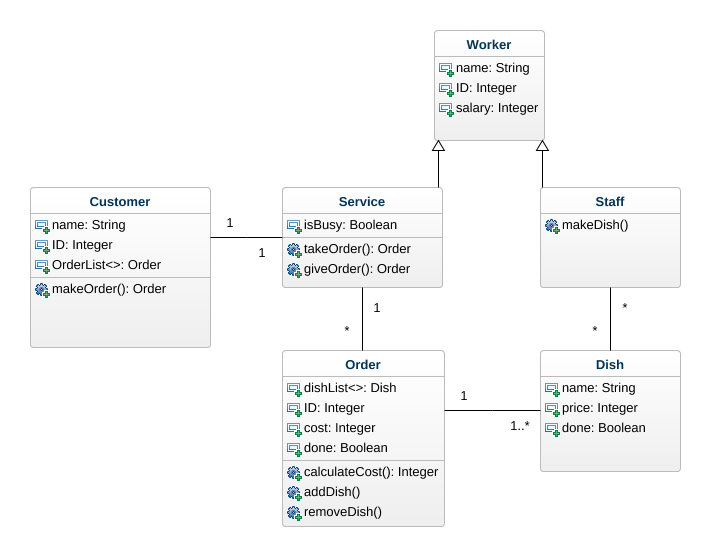 Worker
name: String
ID: Integer
salary: Integer
Customer
name: String
ID: Integer
OrderList<>: Order
makeOrder(): Order
1
1
Service
isBusy: Boolean
takeOrder(): Order
giveOrder(): Order
Staff
makeDish()
1
*
*
*
Order
dishList<>: Dish
ID: Integer
cost: Integer
done: Boolean
calculateCost(): Integer
addDish()
removeDish()
1
1..*
Dish
name: String
price: Integer
done: Boolean